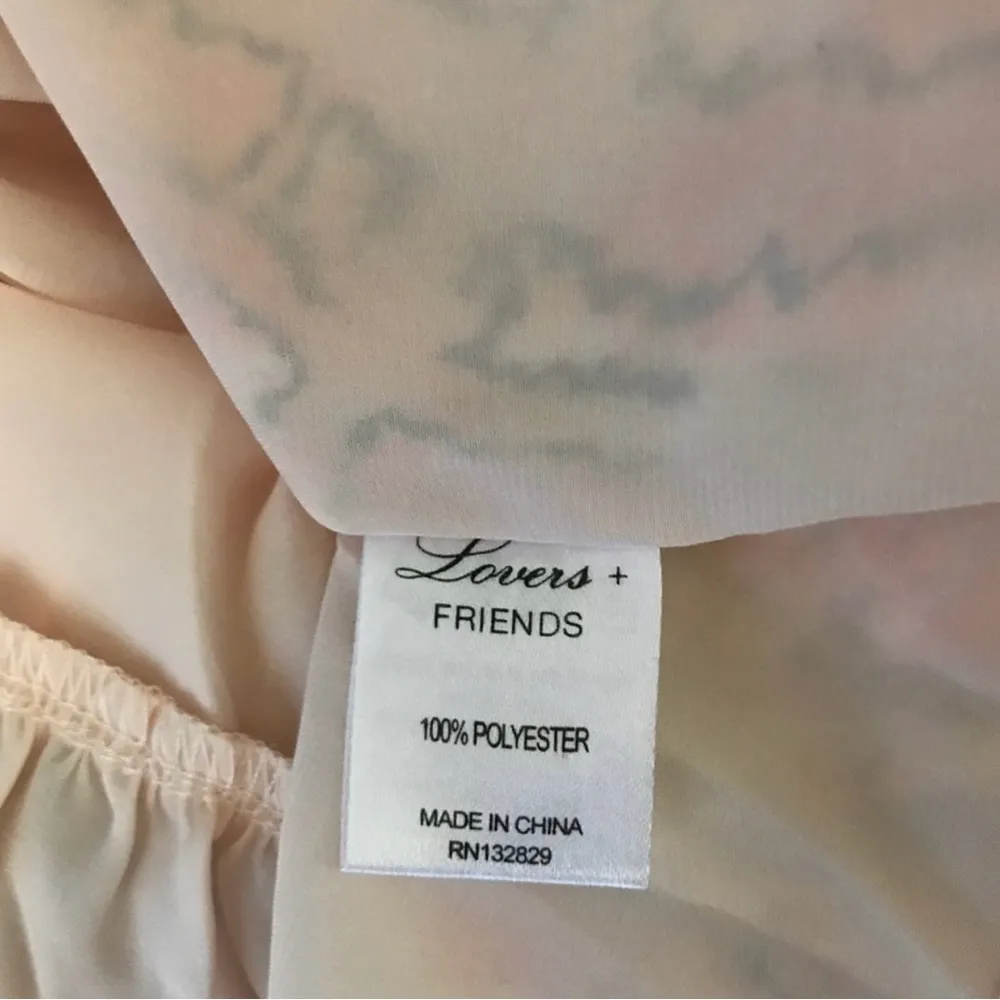 Lovers +
FRIENDS
100% POLYESTER
MADE IN CHINA
RN132829